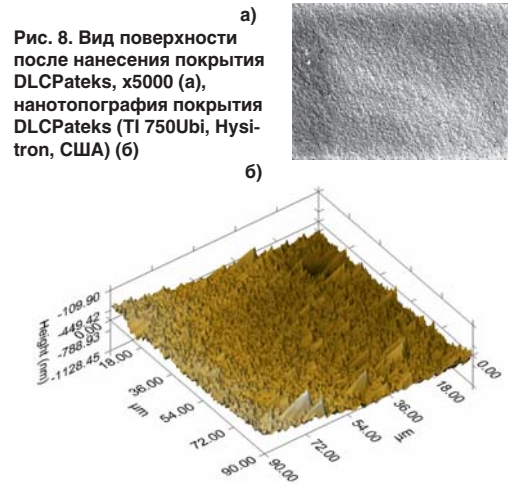 а)
Рис. 8. Вид поверхности
после нанесения покрытия
DLCPateks, x5000 (а),
нанотопография покрытия
DLCPateks (TI 750Ubi, Hysi-
tron, США) (б)
б)
-109.90
-449.42
-788.93
-1128.45
Height (nm)
0.00
18.00
36.00
54.00
72.00
90.00
µm
0.00
18.00
36.00
54.00
72.00
90.00
µm